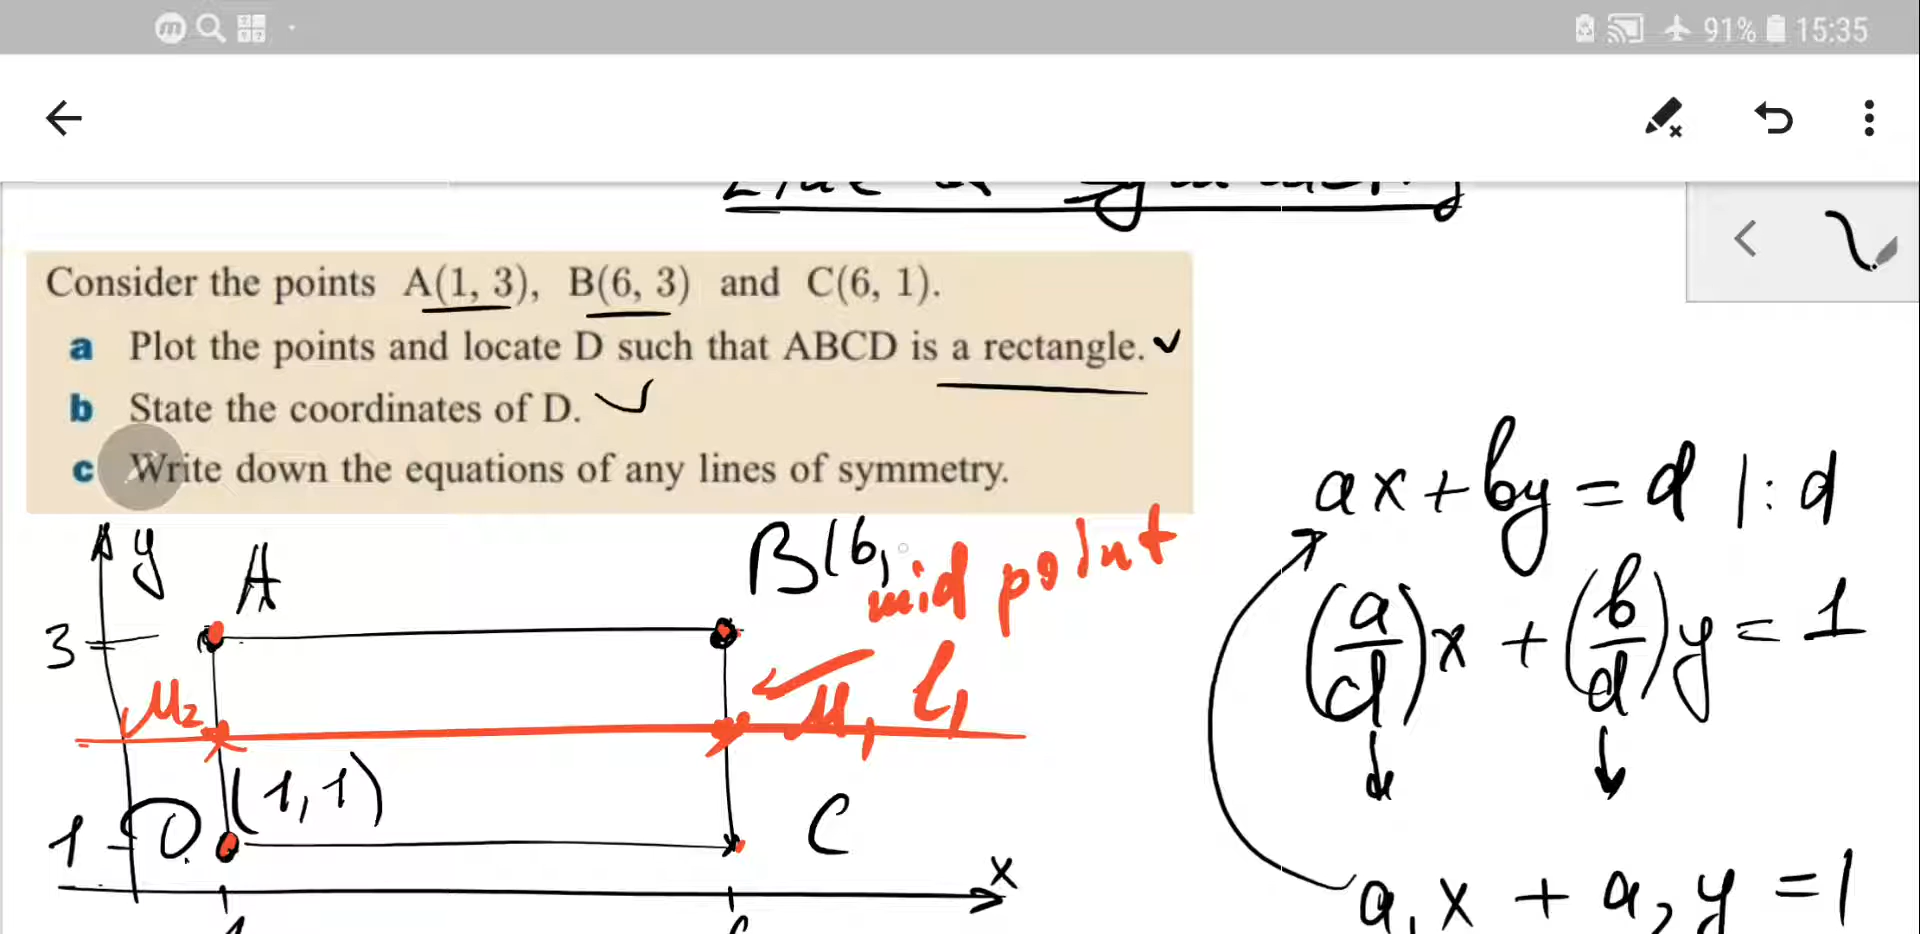 91% 15:35
Consider the points A(1, 3), B(6, 3) and C(6, 1).
a Plot the points and locate D such that ABCD is a rectangle.
b State the coordinates of D.
c Write down the equations of any lines of symmetry.
ax + by = d |: d
(a/d)x + (b/d)y = 1
a1x + a2y = 1
y
A
B(6,
mid point
3
M2
M1 l1
(1,1)
1 D C
x